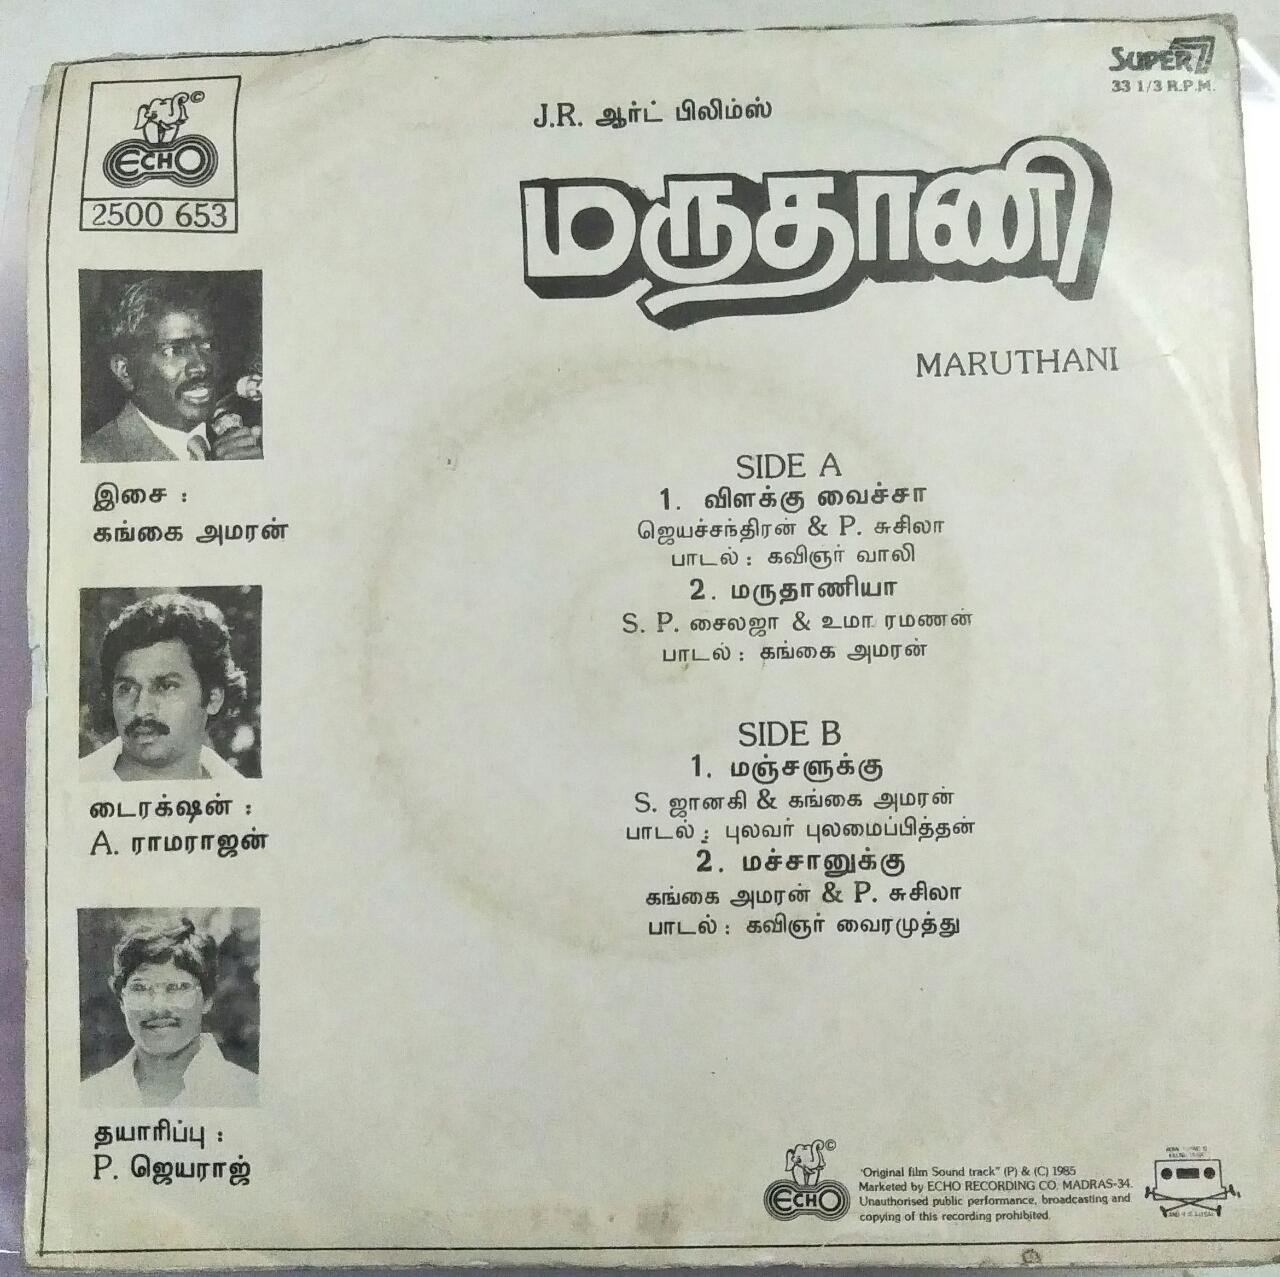 SUPER 7
33 1/3 R.P.M.
J.R. ஆர்ட் பிலிம்ஸ்
ECHO ©
2500 653
மருதாணி
MARUTHANI
இசை :
கங்கை அமரன்
டைரக்ஷன் :
A. ராமராஜன்
தயாரிப்பு :
P. ஜெயராஜ்
SIDE A
1. விளக்கு வைச்சா
ஜெயச்சந்திரன் & P. சுசிலா
பாடல் : கவிஞர் வாலி
2. மருதாணியா
S. P. சைலஜா & உமா ரமணன்
பாடல் : கங்கை அமரன்
SIDE B
1. மஞ்சளுக்கு
S. ஜானகி & கங்கை அமரன்
பாடல் : புலவர் புலமைப்பித்தன்
2. மச்சானுக்கு
கங்கை அமரன் & P. சுசிலா
பாடல் : கவிஞர் வைரமுத்து
ECHO ©
'Original film Sound track" (P) & (C) 1985
Marketed by ECHO RECORDING CO. MADRAS-34.
Unauthorised public performance, broadcasting and
copying of this recording prohibited.